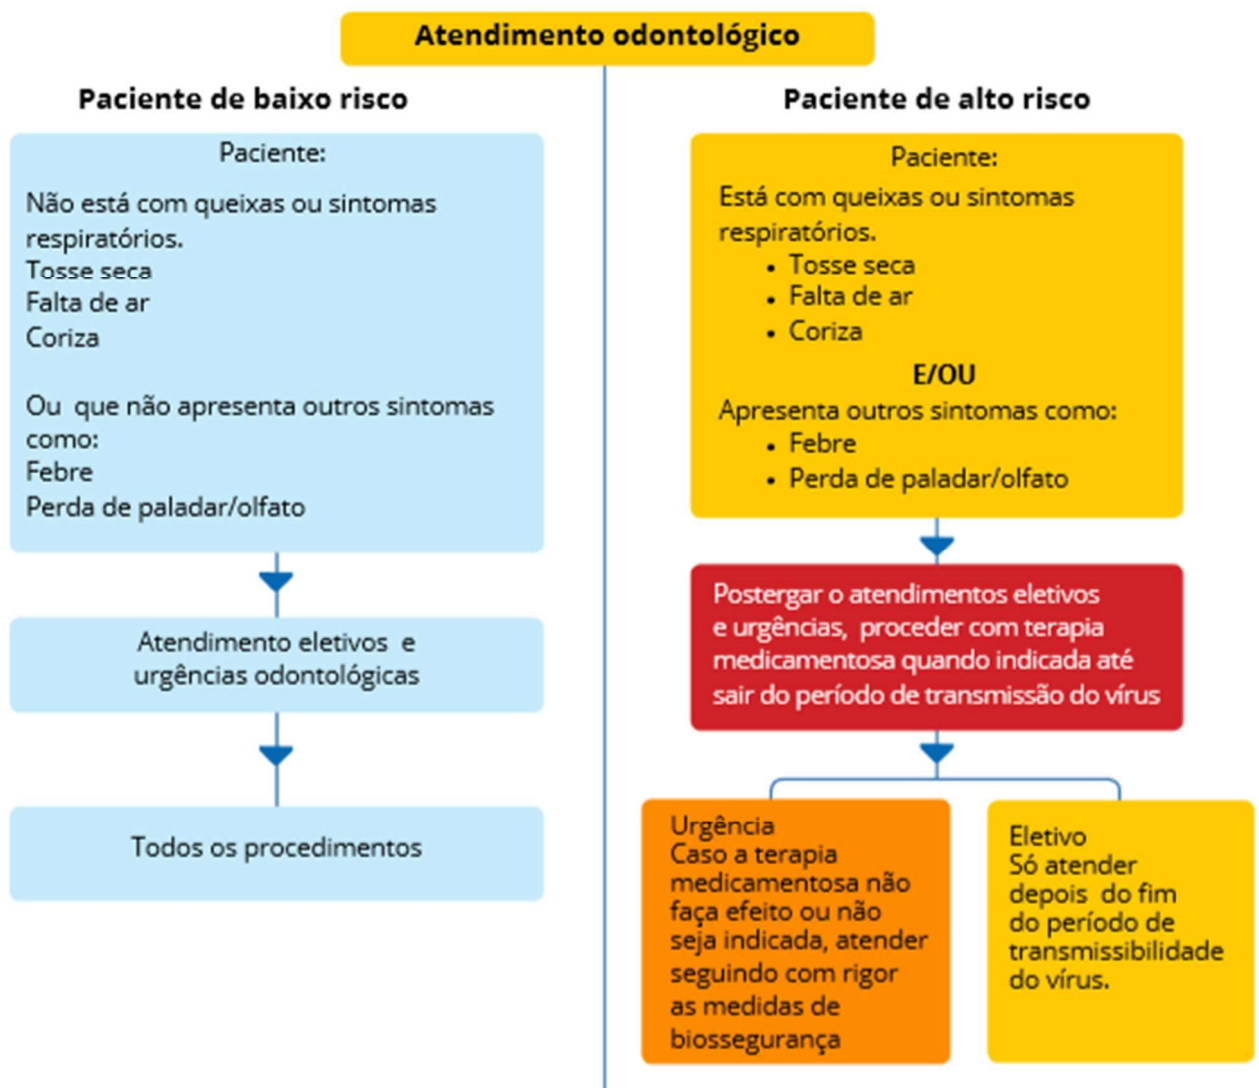 Atendimento odontológico
Paciente de baixo risco
Paciente:
Não está com queixas ou sintomas
respiratórios.
Tosse seca
Falta de ar
Coriza
Ou que não apresenta outros sintomas
como:
Febre
Perda de paladar/olfato
Atendimento eletivos e
urgências odontológicas
Todos os procedimentos
Paciente de alto risco
Paciente:
Está com queixas ou sintomas
respiratórios.
• Tosse seca
• Falta de ar
• Coriza
E/OU
Apresenta outros sintomas como:
• Febre
• Perda de paladar/olfato
Postergar o atendimentos eletivos
e urgências, proceder com terapia
medicamentosa quando indicada até
sair do período de transmissão do vírus
Urgência
Caso a terapia
medicamentosa não
faça efeito ou não
seja indicada, atender
seguindo com rigor
as medidas de
biossegurança
Eletivo
Só atender
depois do fim
do período de
transmissibilidade
do vírus.